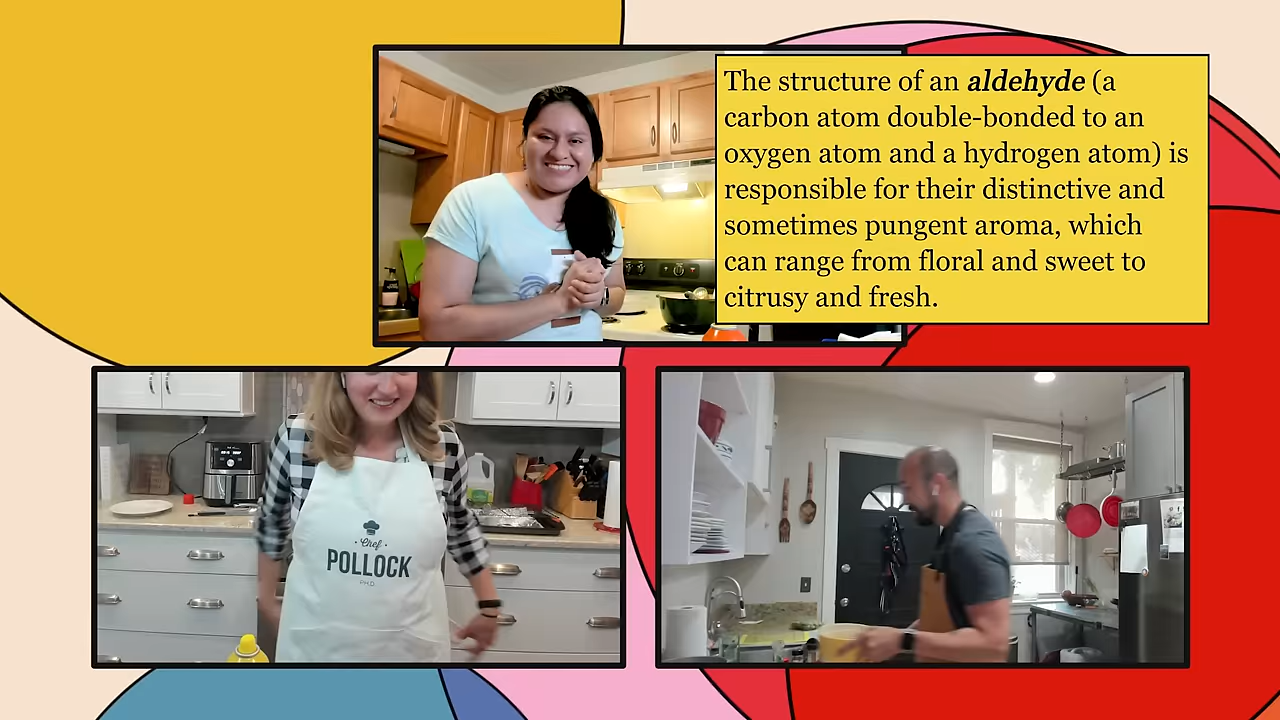 The structure of an aldehyde (a
carbon atom double-bonded to an
oxygen atom and a hydrogen atom) is
responsible for their distinctive and
sometimes pungent aroma, which
can range from floral and sweet to
citrusy and fresh.
Chef
POLLOCK
PH.D.